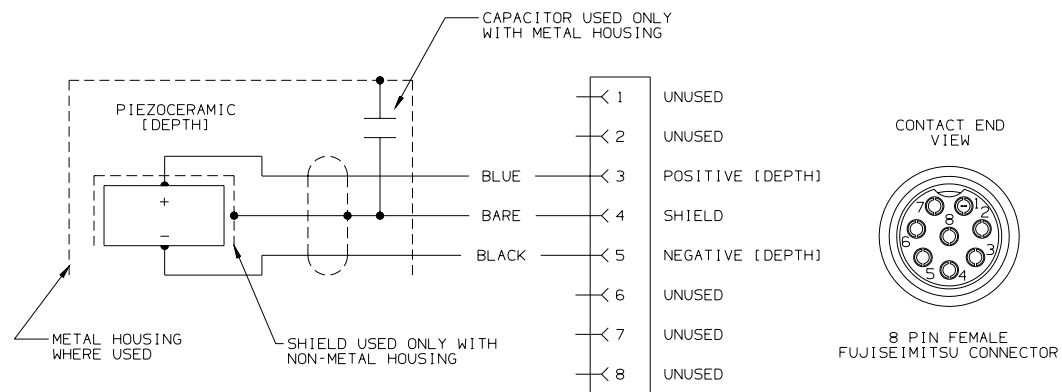 CAPACITOR USED ONLY
WITH METAL HOUSING
PIEZOCERAMIC
[DEPTH]
+
−
BLUE
BARE
BLACK
METAL HOUSING
WHERE USED
SHIELD USED ONLY WITH
NON-METAL HOUSING
1 UNUSED
2 UNUSED
3 POSITIVE [DEPTH]
4 SHIELD
5 NEGATIVE [DEPTH]
6 UNUSED
7 UNUSED
8 UNUSED
CONTACT END
VIEW
7 1
8 2
6
3
5 4
8 PIN FEMALE
FUJISEIMITSU CONNECTOR